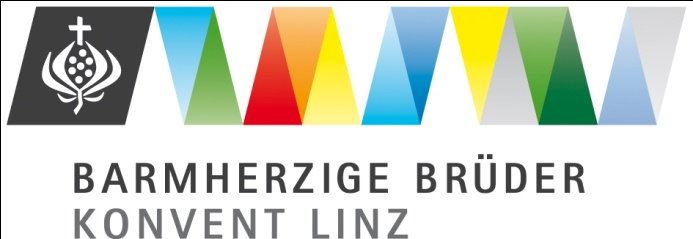 BARMHERZIGE BRÜDER
KONVENT LINZ